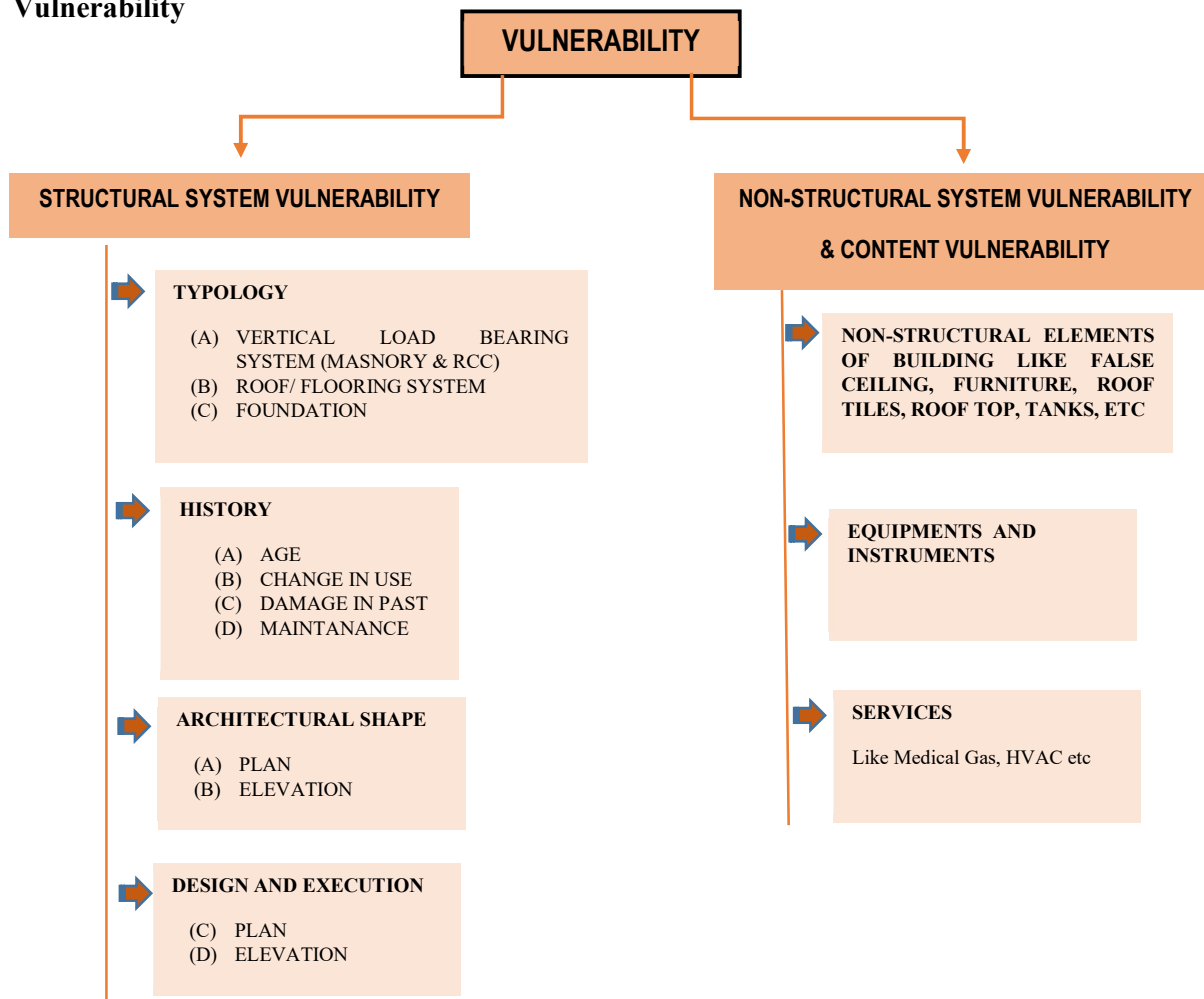 Vulnerability
VULNERABILITY
STRUCTURAL SYSTEM VULNERABILITY
TYPOLOGY
(A) VERTICAL LOAD BEARING
SYSTEM (MASNORY & RCC)
(B) ROOF/ FLOORING SYSTEM
(C) FOUNDATION
HISTORY
(A) AGE
(B) CHANGE IN USE
(C) DAMAGE IN PAST
(D) MAINTANANCE
ARCHITECTURAL SHAPE
(A) PLAN
(B) ELEVATION
DESIGN AND EXECUTION
(C) PLAN
(D) ELEVATION
NON-STRUCTURAL SYSTEM VULNERABILITY
& CONTENT VULNERABILITY
NON-STRUCTURAL ELEMENTS
OF BUILDING LIKE FALSE
CEILING, FURNITURE, ROOF
TILES, ROOF TOP, TANKS, ETC
EQUIPMENTS AND
INSTRUMENTS
SERVICES
Like Medical Gas, HVAC etc